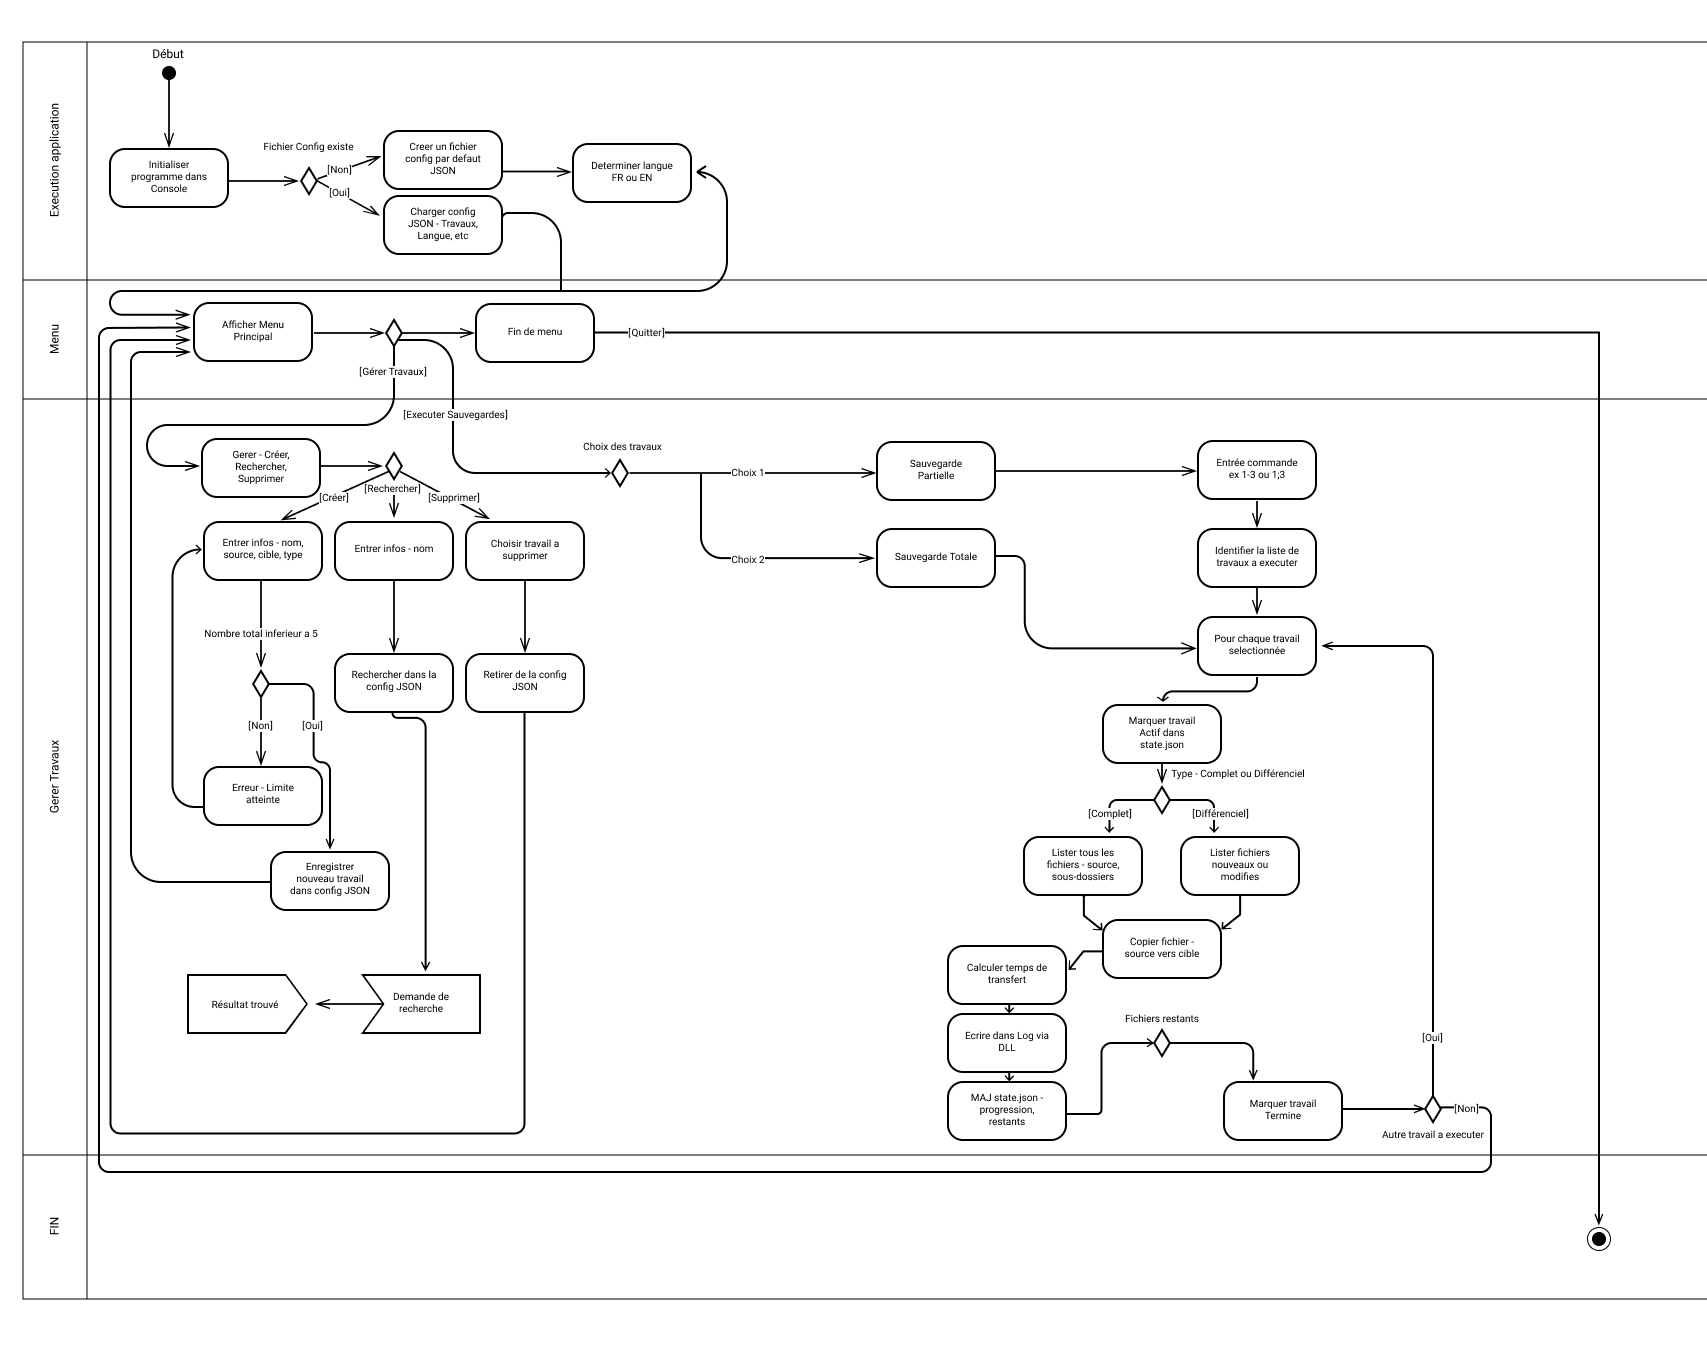 Début
Execution application
Initialiser
programme dans
Console
Fichier Config existe
[Non]
[Oui]
Creer un fichier
config par defaut
JSON
Charger config
JSON - Travaux,
Langue, etc
Determiner langue
FR ou EN
Menu
Afficher Menu
Principal
Fin de menu
[Quitter]
[Gérer Travaux]
[Executer Sauvegardes]
Gerer Travaux
Gerer - Créer,
Rechercher,
Supprimer
[Créer]
[Rechercher]
[Supprimer]
Choix des travaux
Choix 1
Choix 2
Sauvegarde
Partielle
Sauvegarde Totale
Entrée commande
ex 1-3 ou 1;3
Identifier la liste de
travaux a executer
Pour chaque travail
selectionnée
Entrer infos - nom,
source, cible, type
Entrer infos - nom
Choisir travail a
supprimer
Nombre total inferieur a 5
[Non]
[Oui]
Rechercher dans la
config JSON
Retirer de la config
JSON
Erreur - Limite
atteinte
Enregistrer
nouveau travail
dans config JSON
Résultat trouvé
Demande de
recherche
Marquer travail
Actif dans
state.json
Type - Complet ou Différenciel
[Complet]
[Différenciel]
Lister tous les
fichiers - source,
sous-dossiers
Lister fichiers
nouveaux ou
modifies
Copier fichier -
source vers cible
Calculer temps de
transfert
Ecrire dans Log via
DLL
MAJ state.json -
progression,
restants
Fichiers restants
Marquer travail
Termine
[Oui]
[Non]
Autre travail a executer
FIN